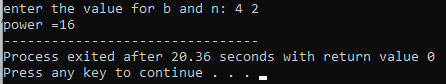 enter the value for b and n: 4 2
power =16
--------------------------------
Process exited after 20.36 seconds with return value 0
Press any key to continue . . .